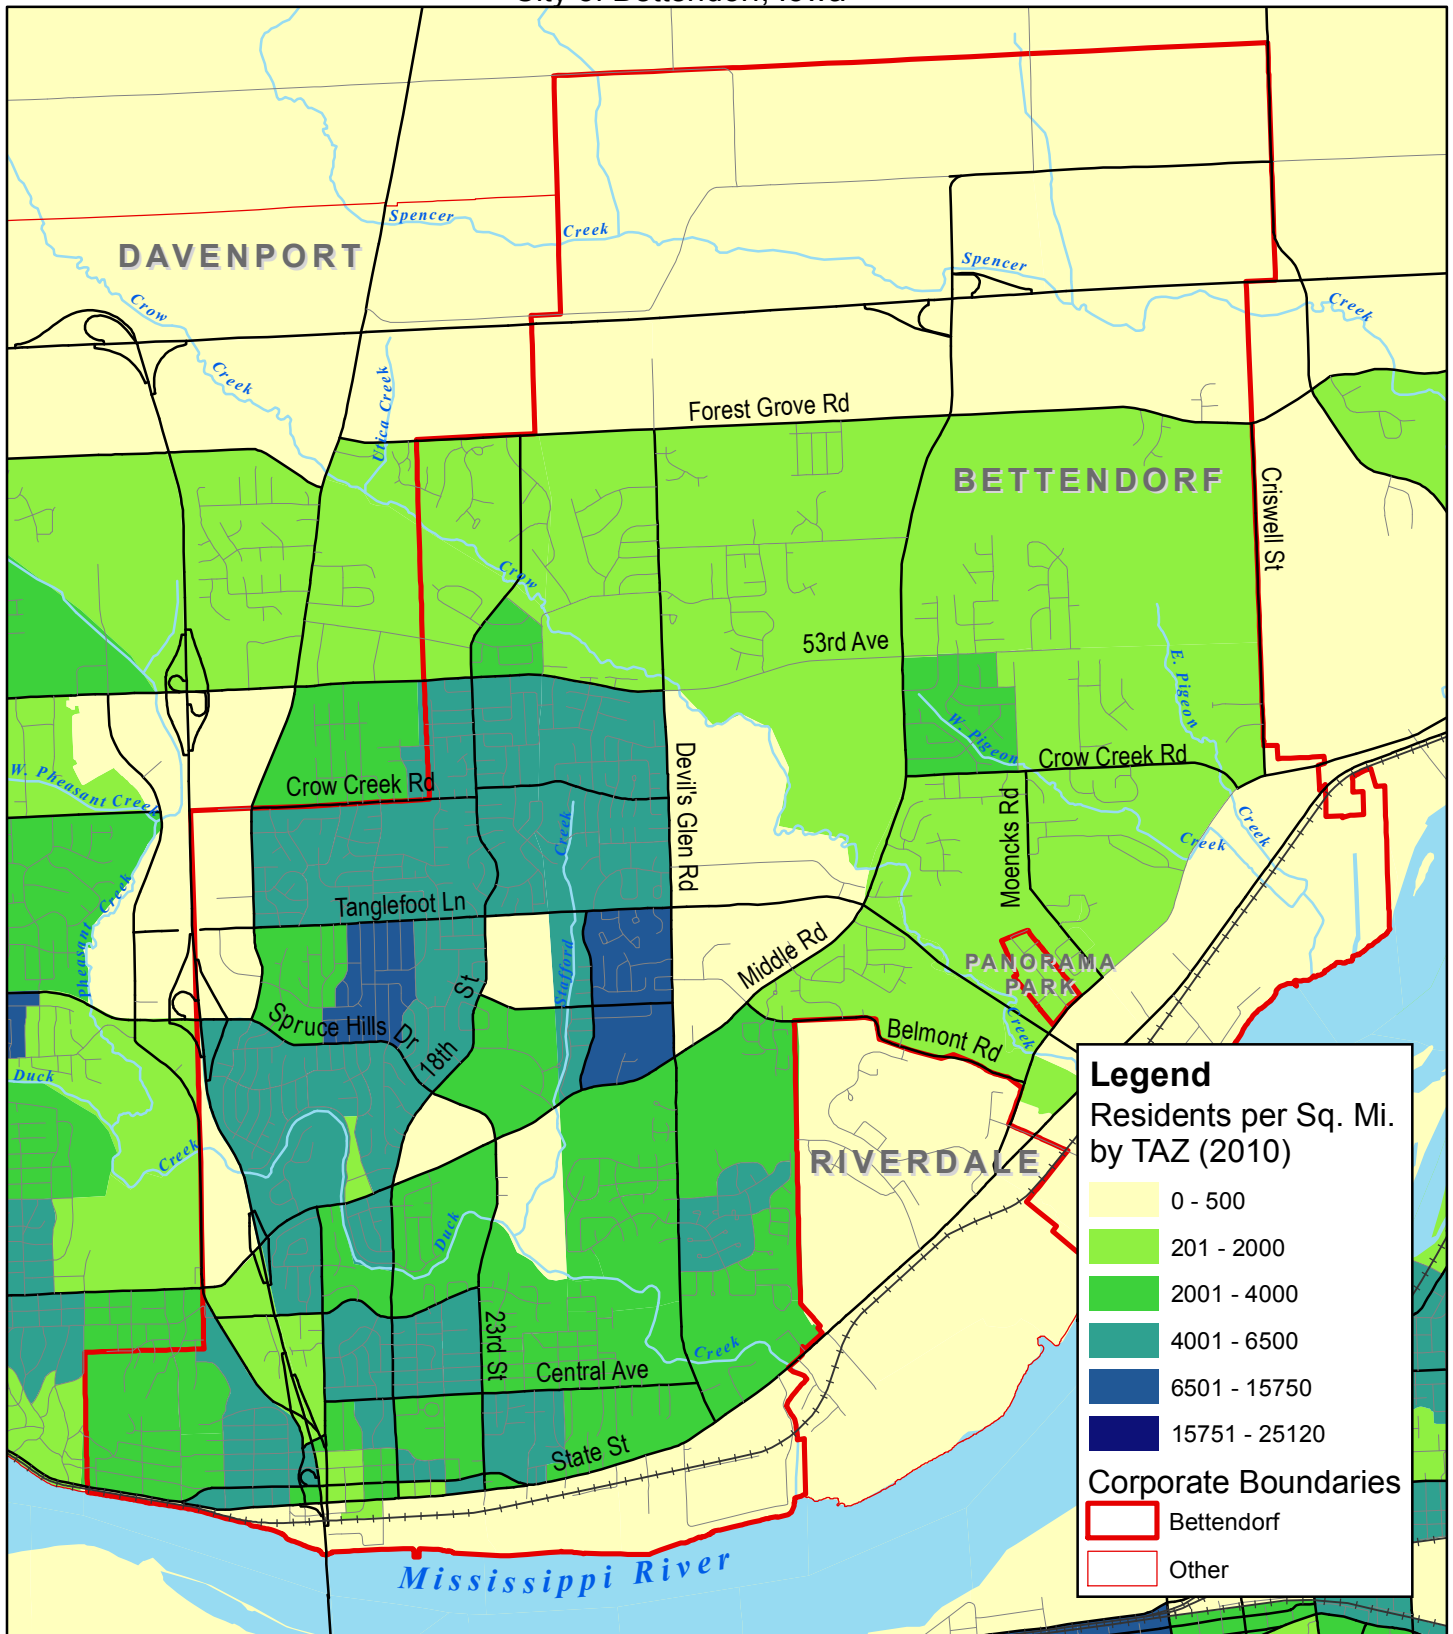 City of Bettendorf, Iowa
Spencer
Creek
DAVENPORT
Spencer
Crow
Creek
Creek
Utica Creek
Forest Grove Rd
BETTENDORF
Criswell St
Crow
53rd Ave
E. Pigeon
W. Pigeon
Crow Creek Rd
W. Pheasant Creek
Crow Creek Rd
Devil's Glen Rd
Moencks Rd
Creek
Creek
Creek
Pheasant Creek
Tanglefoot Ln
Stafford
Middle Rd
PANORAMA
PARK
St
Spruce Hills Dr
18th
Belmont Rd
Creek
Duck
Creek
RIVERDALE
Duck
23rd St
Creek
Central Ave
State St
Mississippi River
Legend
Residents per Sq. Mi.
by TAZ (2010)
0 - 500
201 - 2000
2001 - 4000
4001 - 6500
6501 - 15750
15751 - 25120
Corporate Boundaries
Bettendorf
Other